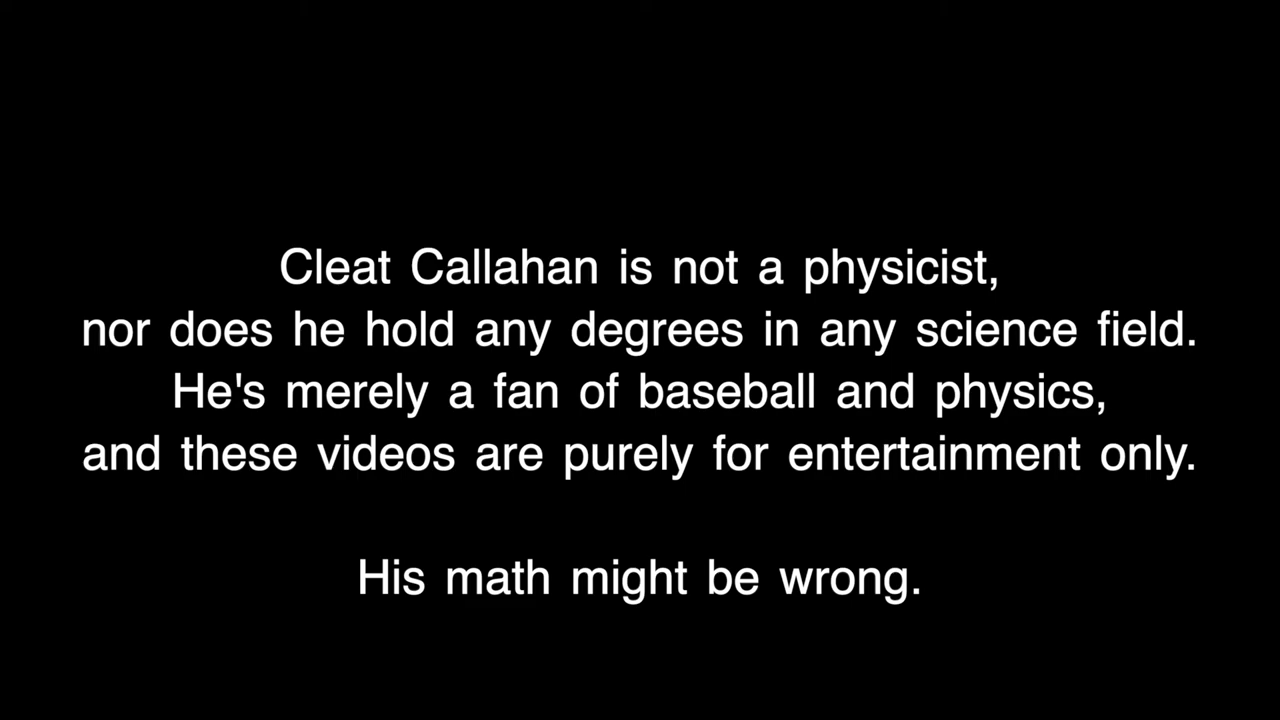 Cleat Callahan is not a physicist,
nor does he hold any degrees in any science field.
He's merely a fan of baseball and physics,
and these videos are purely for entertainment only.
His math might be wrong.